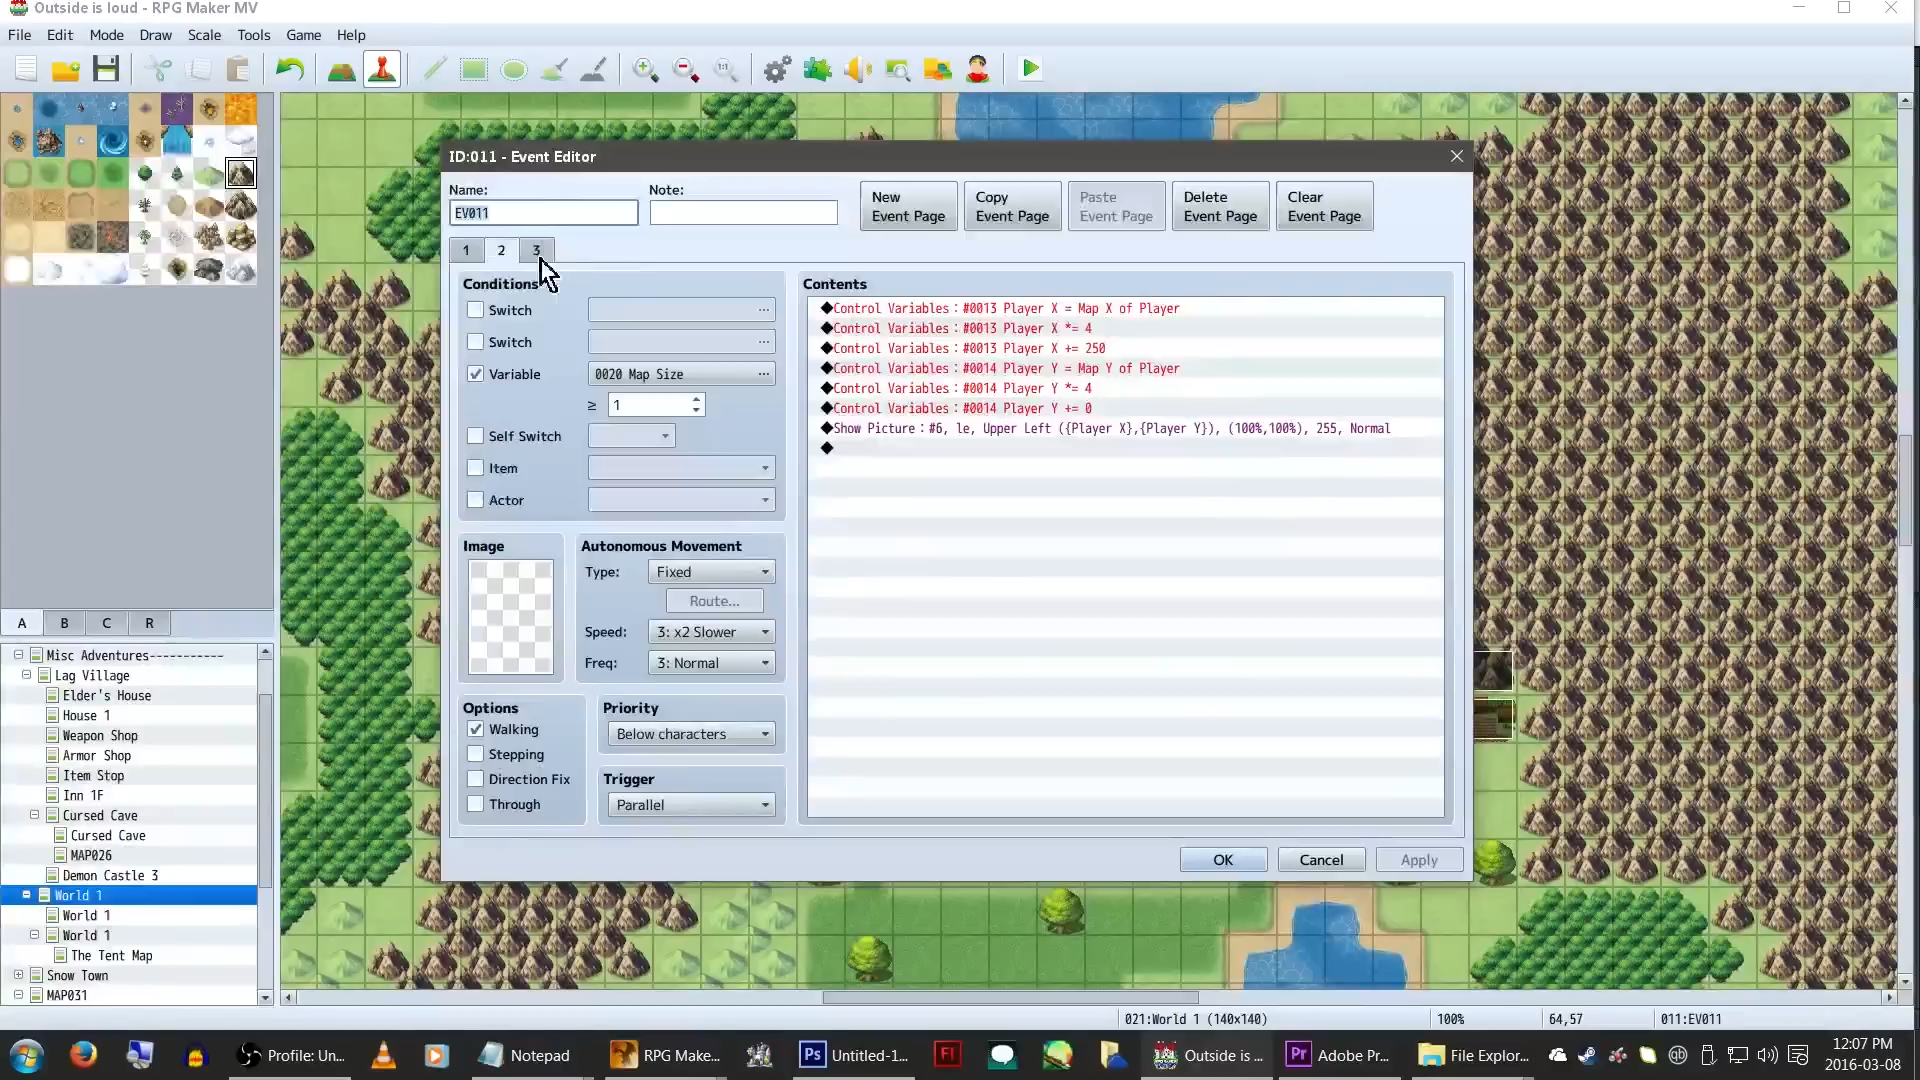 Outside is loud - RPG Maker MV
File Edit Mode Draw Scale Tools Game Help
1:1
ID:011 - Event Editor
Name:
Note:
EV011
New
Event Page
Copy
Event Page
Paste
Event Page
Delete
Event Page
Clear
Event Page
1 2 3
Conditions
Switch ...
Switch ...
Variable 0020 Map Size ...
≥ 1
Self Switch
Item
Actor
Image
Autonomous Movement
Type: Fixed
Route...
Speed: 3: x2 Slower
Freq: 3: Normal
Options
Walking
Stepping
Direction Fix
Through
Priority
Below characters
Trigger
Parallel
Contents
◆Control Variables：#0013 Player X = Map X of Player
◆Control Variables：#0013 Player X *= 4
◆Control Variables：#0013 Player X += 250
◆Control Variables：#0014 Player Y = Map Y of Player
◆Control Variables：#0014 Player Y *= 4
◆Control Variables：#0014 Player Y += 0
◆Show Picture：#6, le, Upper Left ({Player X},{Player Y}), (100%,100%), 255, Normal
◆
OK Cancel Apply
A B C R
Misc Adventures-----------
Lag Village
Elder's House
House 1
Weapon Shop
Armor Shop
Item Stop
Inn 1F
Cursed Cave
Cursed Cave
MAP026
Demon Castle 3
World 1
World 1
World 1
The Tent Map
Snow Town
MAP031
021:World 1 (140x140) 100% 64,57 011:EV011
Profile: Un...
Notepad
RPG Make...
Ps Untitled-1...
Fl
Outside is ...
Pr Adobe Pr...
File Explor...
12:07 PM
2016-03-08